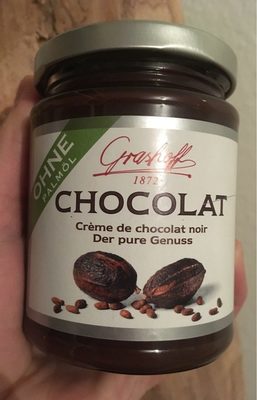 OHNE
PALMÖL
Grashoff
1872
CHOCOLAT
Crème de chocolat noir
Der pure Genuss